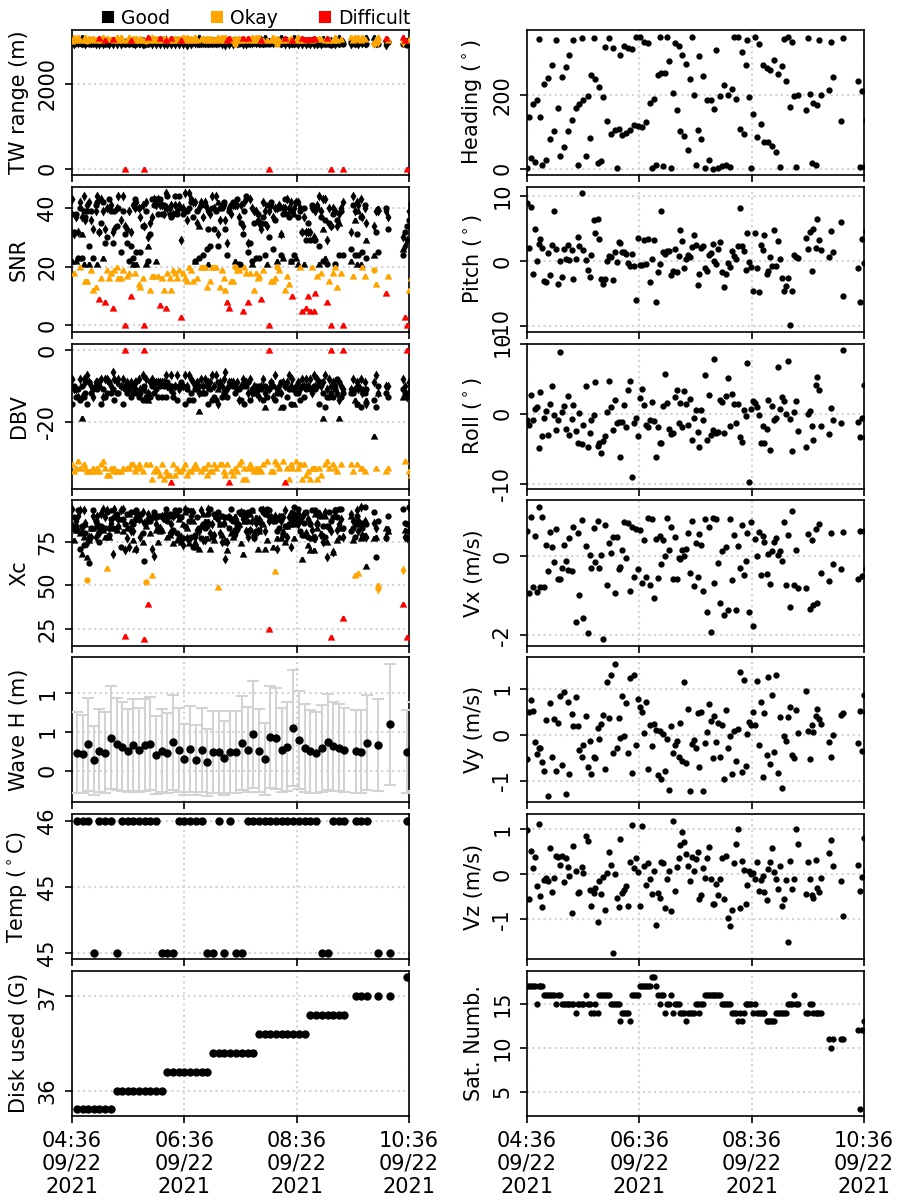 Good Okay Difficult
TW range (m)
2000
0
Heading (°)
200
0
SNR
40
20
0
Pitch (°)
10
0
-10
DBV
0
-20
Roll (°)
10
0
-10
Xc
75
50
25
Vx (m/s)
0
-2
Wave H (m)
1
1
0
Vy (m/s)
1
0
-1
Temp (°C)
46
45
45
Vz (m/s)
1
0
-1
Disk used (G)
37
36
Sat. Numb.
15
10
5
04:36 06:36 08:36 10:36
09/22 09/22 09/22 09/22
2021 2021 2021 2021
04:36 06:36 08:36 10:36
09/22 09/22 09/22 09/22
2021 2021 2021 2021